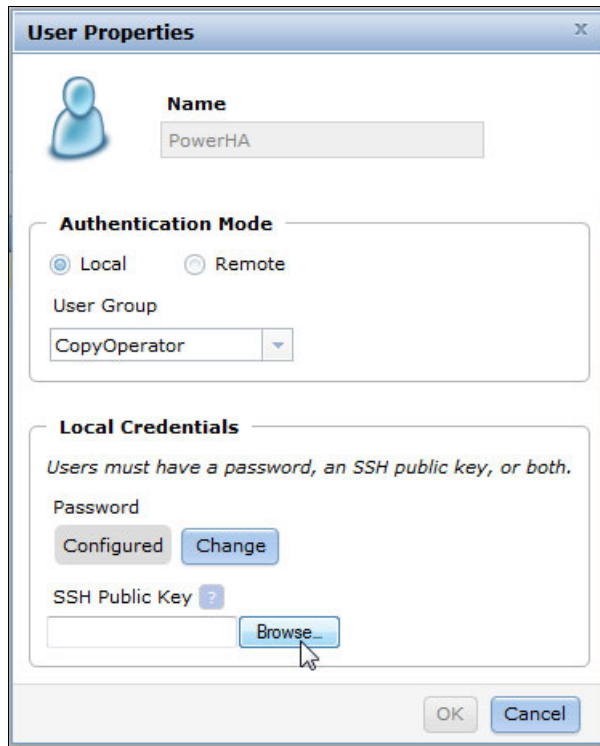 User Properties
x
Name
PowerHA
Authentication Mode
Local Remote
User Group
CopyOperator
Local Credentials
Users must have a password, an SSH public key, or both.
Password
Configured Change
SSH Public Key ?
Browse...
OK Cancel